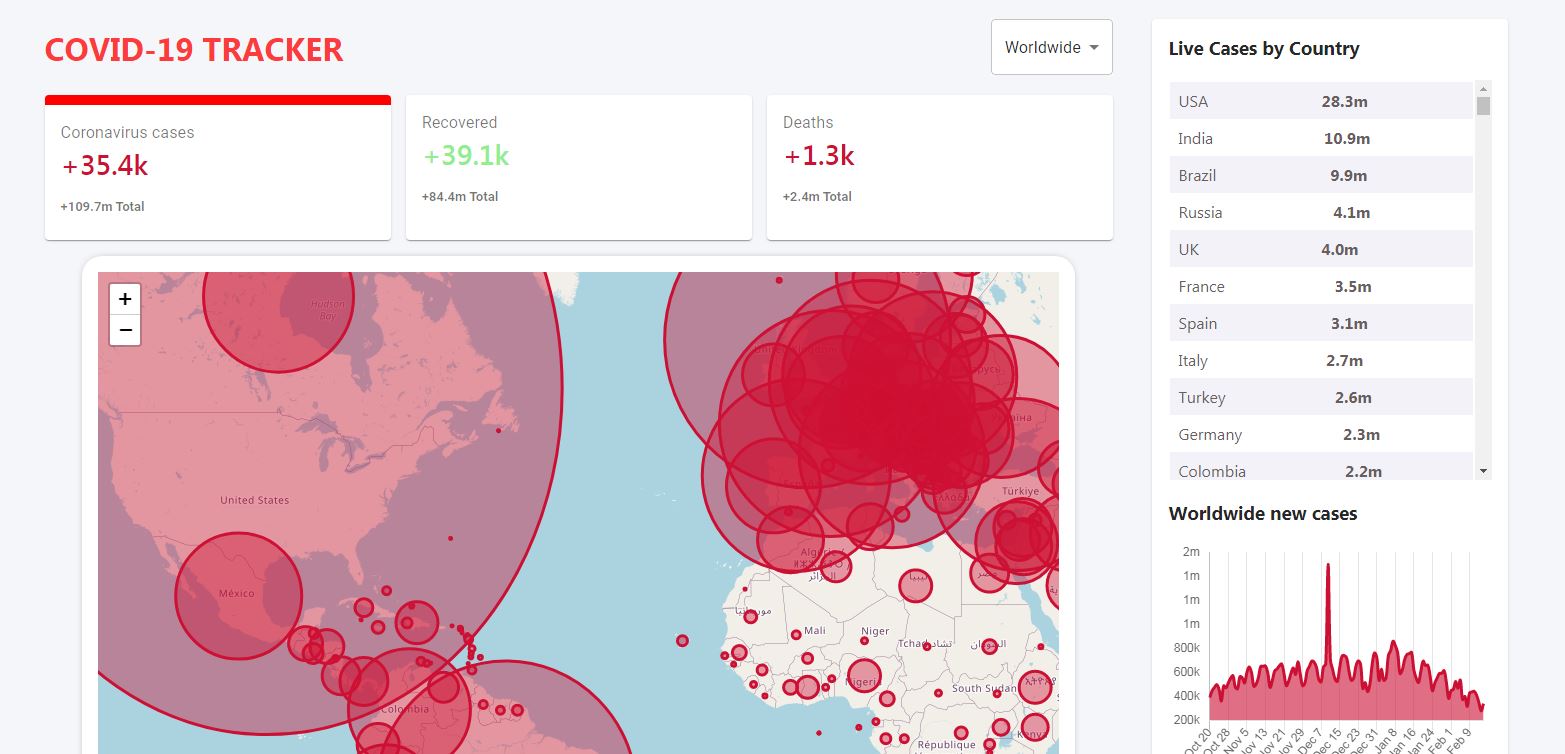 COVID-19 TRACKER
Worldwide
Coronavirus cases
+35.4k
+109.7m Total
Recovered
+39.1k
+84.4m Total
Deaths
+1.3k
+2.4m Total
+
−
Hudson
Bay
United States
México
Colombia
Türkiye
Mali
Niger
Tchad تشاد
السودان
Nigeria
South Sudan
République
Kenya
ليبيا
Live Cases by Country
USA 28.3m
India 10.9m
Brazil 9.9m
Russia 4.1m
UK 4.0m
France 3.5m
Spain 3.1m
Italy 2.7m
Turkey 2.6m
Germany 2.3m
Colombia 2.2m
Worldwide new cases
2m
1m
1m
1m
800k
600k
400k
200k
Oct 20
Oct 28
Nov 5
Nov 13
Nov 21
Nov 29
Dec 7
Dec 15
Dec 23
Dec 31
Jan 8
Jan 16
Jan 24
Feb 1
Feb 9